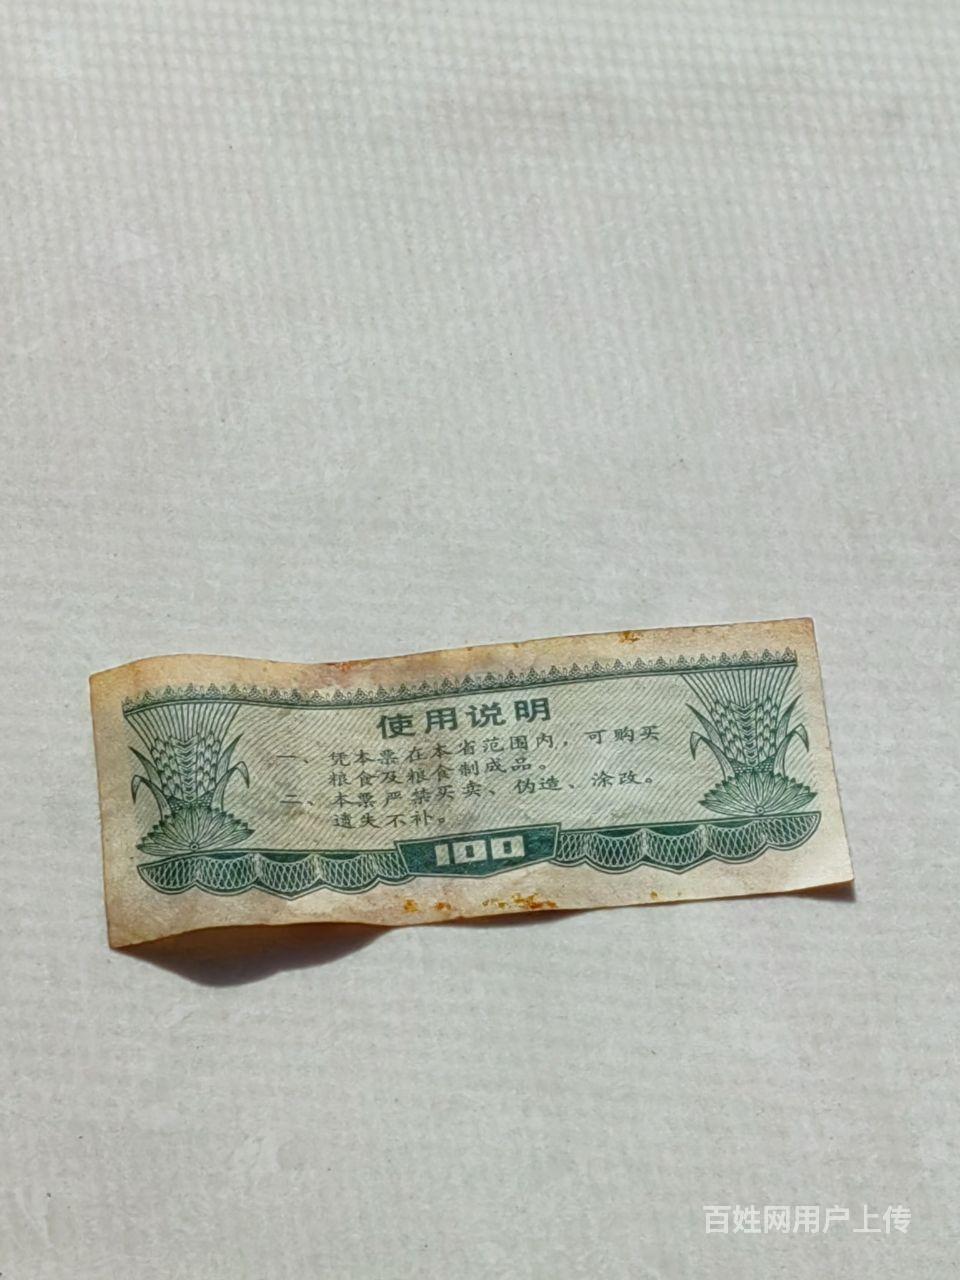 使用说明
一、凭本票在本省范围内，可购买
粮食及粮食制成品。
二、本票严禁买卖、伪造、涂改。
遗失不补。
100
百姓网用户上传